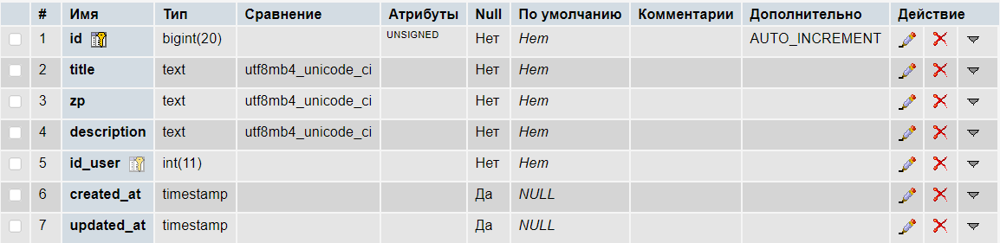 # Имя Тип Сравнение Атрибуты Null По умолчанию Комментарии Дополнительно Действие
1 id bigint(20) UNSIGNED Нет Нет AUTO_INCREMENT
2 title text utf8mb4_unicode_ci Нет Нет
3 zp text utf8mb4_unicode_ci Нет Нет
4 description text utf8mb4_unicode_ci Нет Нет
5 id_user int(11) Нет Нет
6 created_at timestamp Да NULL
7 updated_at timestamp Да NULL